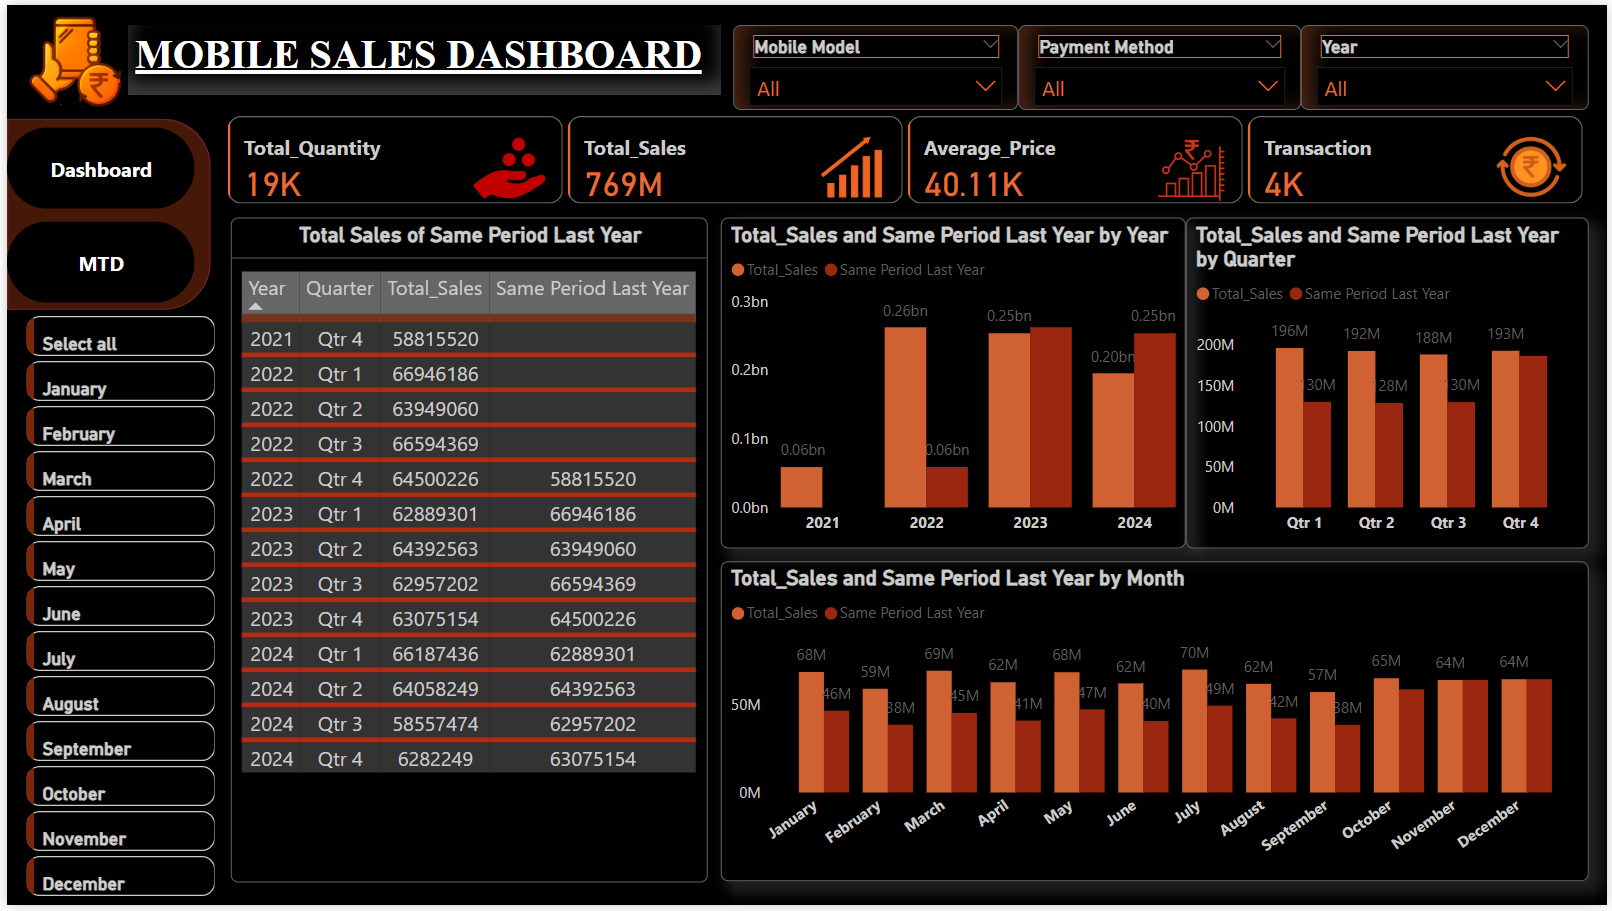 MOBILE SALES DASHBOARD
Mobile Model
All
Payment Method
All
Year
All
Dashboard
MTD
Total_Quantity
19K
Total_Sales
769M
Average_Price
40.11K
Transaction
4K
Select all
January
February
March
April
May
June
July
August
September
October
November
December
Total Sales of Same Period Last Year
Year Quarter Total_Sales Same Period Last Year
2021 Qtr 4 58815520
2022 Qtr 1 66946186
2022 Qtr 2 63949060
2022 Qtr 3 66594369
2022 Qtr 4 64500226 58815520
2023 Qtr 1 62889301 66946186
2023 Qtr 2 64392563 63949060
2023 Qtr 3 62957202 66594369
2023 Qtr 4 63075154 64500226
2024 Qtr 1 66187436 62889301
2024 Qtr 2 64058249 64392563
2024 Qtr 3 58557474 62957202
2024 Qtr 4 6282249 63075154
Total_Sales and Same Period Last Year by Year
Total_Sales Same Period Last Year
0.3bn
0.2bn
0.1bn
0.0bn
0.06bn
0.26bn
0.06bn
0.25bn
0.20bn
0.25bn
2021 2022 2023 2024
Total_Sales and Same Period Last Year
by Quarter
Total_Sales Same Period Last Year
200M
150M
100M
50M
0M
196M 192M 188M 193M
130M 128M 130M
Qtr 1 Qtr 2 Qtr 3 Qtr 4
Total_Sales and Same Period Last Year by Month
Total_Sales Same Period Last Year
50M
0M
68M 59M 69M 62M 68M 62M 70M 62M 57M 65M 64M 64M
46M 38M 45M 41M 47M 40M 49M 42M 38M
January February March April May June July August September October November December